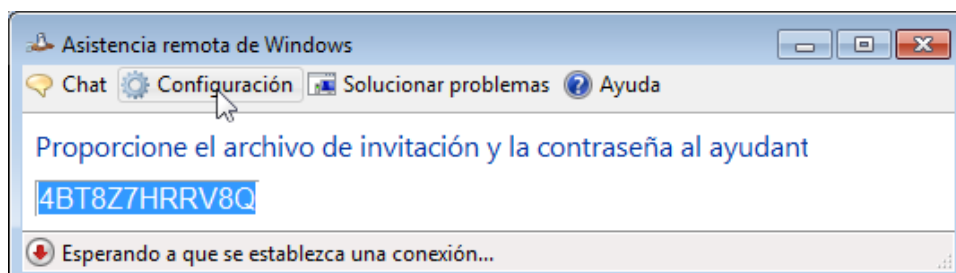 Asistencia remota de Windows
Chat Configuración Solucionar problemas Ayuda
Proporcione el archivo de invitación y la contraseña al ayudant
4BT8Z7HRRV8Q
Esperando a que se establezca una conexión...